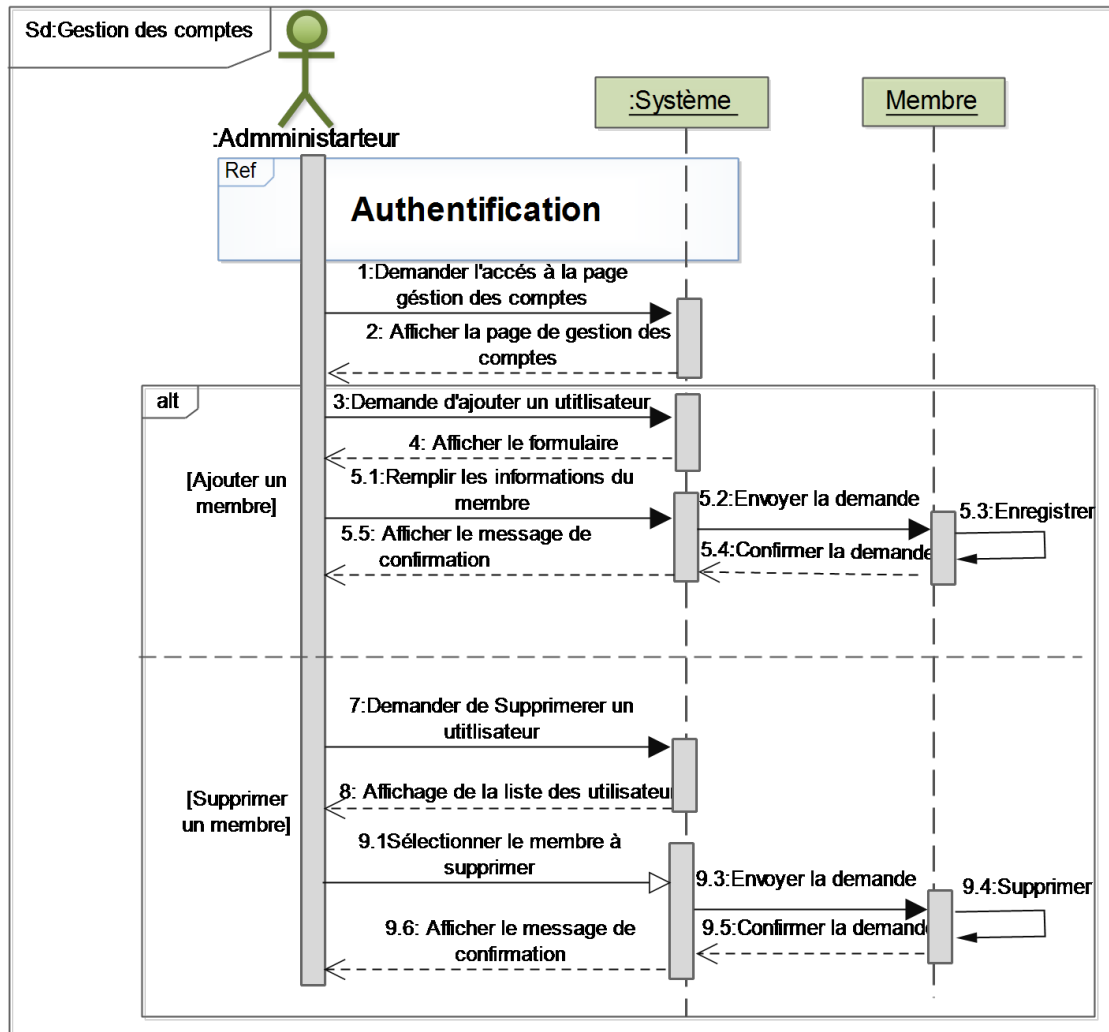 Sd:Gestion des comptes
:Admministarteur
:Système
Membre
Ref
Authentification
1:Demander l'accés à la page
géstion des comptes
2: Afficher la page de gestion des
comptes
alt
[Ajouter un
membre]
3:Demande d'ajouter un utitlisateur
4: Afficher le formulaire
5.1:Remplir les informations du
membre
5.2:Envoyer la demande
5.3:Enregistrer
5.4:Confirmer la demande
5.5: Afficher le message de
confirmation
[Supprimer
un membre]
7:Demander de Supprimerer un
utitlisateur
8: Affichage de la liste des utilisateur
9.1Sélectionner le membre à
supprimer
9.3:Envoyer la demande
9.4:Supprimer
9.5:Confirmer la demande
9.6: Afficher le message de
confirmation